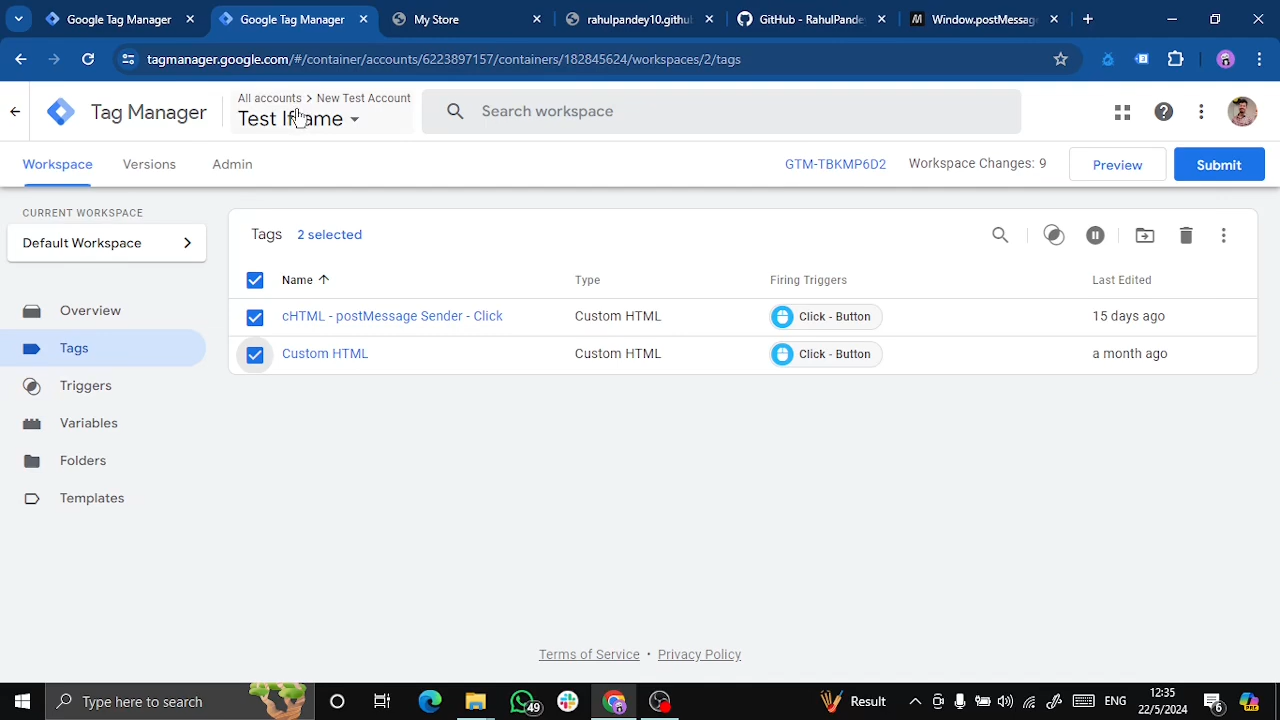 Google Tag Manager
Google Tag Manager
My Store
rahulpandey10.githu
GitHub - RahulPande
Window.postMessag
tagmanager.google.com/#/container/accounts/6223897157/containers/182845624/workspaces/2/tags
Tag Manager
All accounts > New Test Account
Test Iframe
Search workspace
Workspace
Versions
Admin
GTM-TBKMP6D2
Workspace Changes: 9
Preview
Submit
CURRENT WORKSPACE
Default Workspace
Overview
Tags
Triggers
Variables
Folders
Templates
Tags 2 selected
Name Type Firing Triggers Last Edited
cHTML - postMessage Sender - Click Custom HTML Click - Button 15 days ago
Custom HTML Custom HTML Click - Button a month ago
Terms of Service • Privacy Policy
Type here to search
49
Result
ENG
12:35
22/5/2024
6